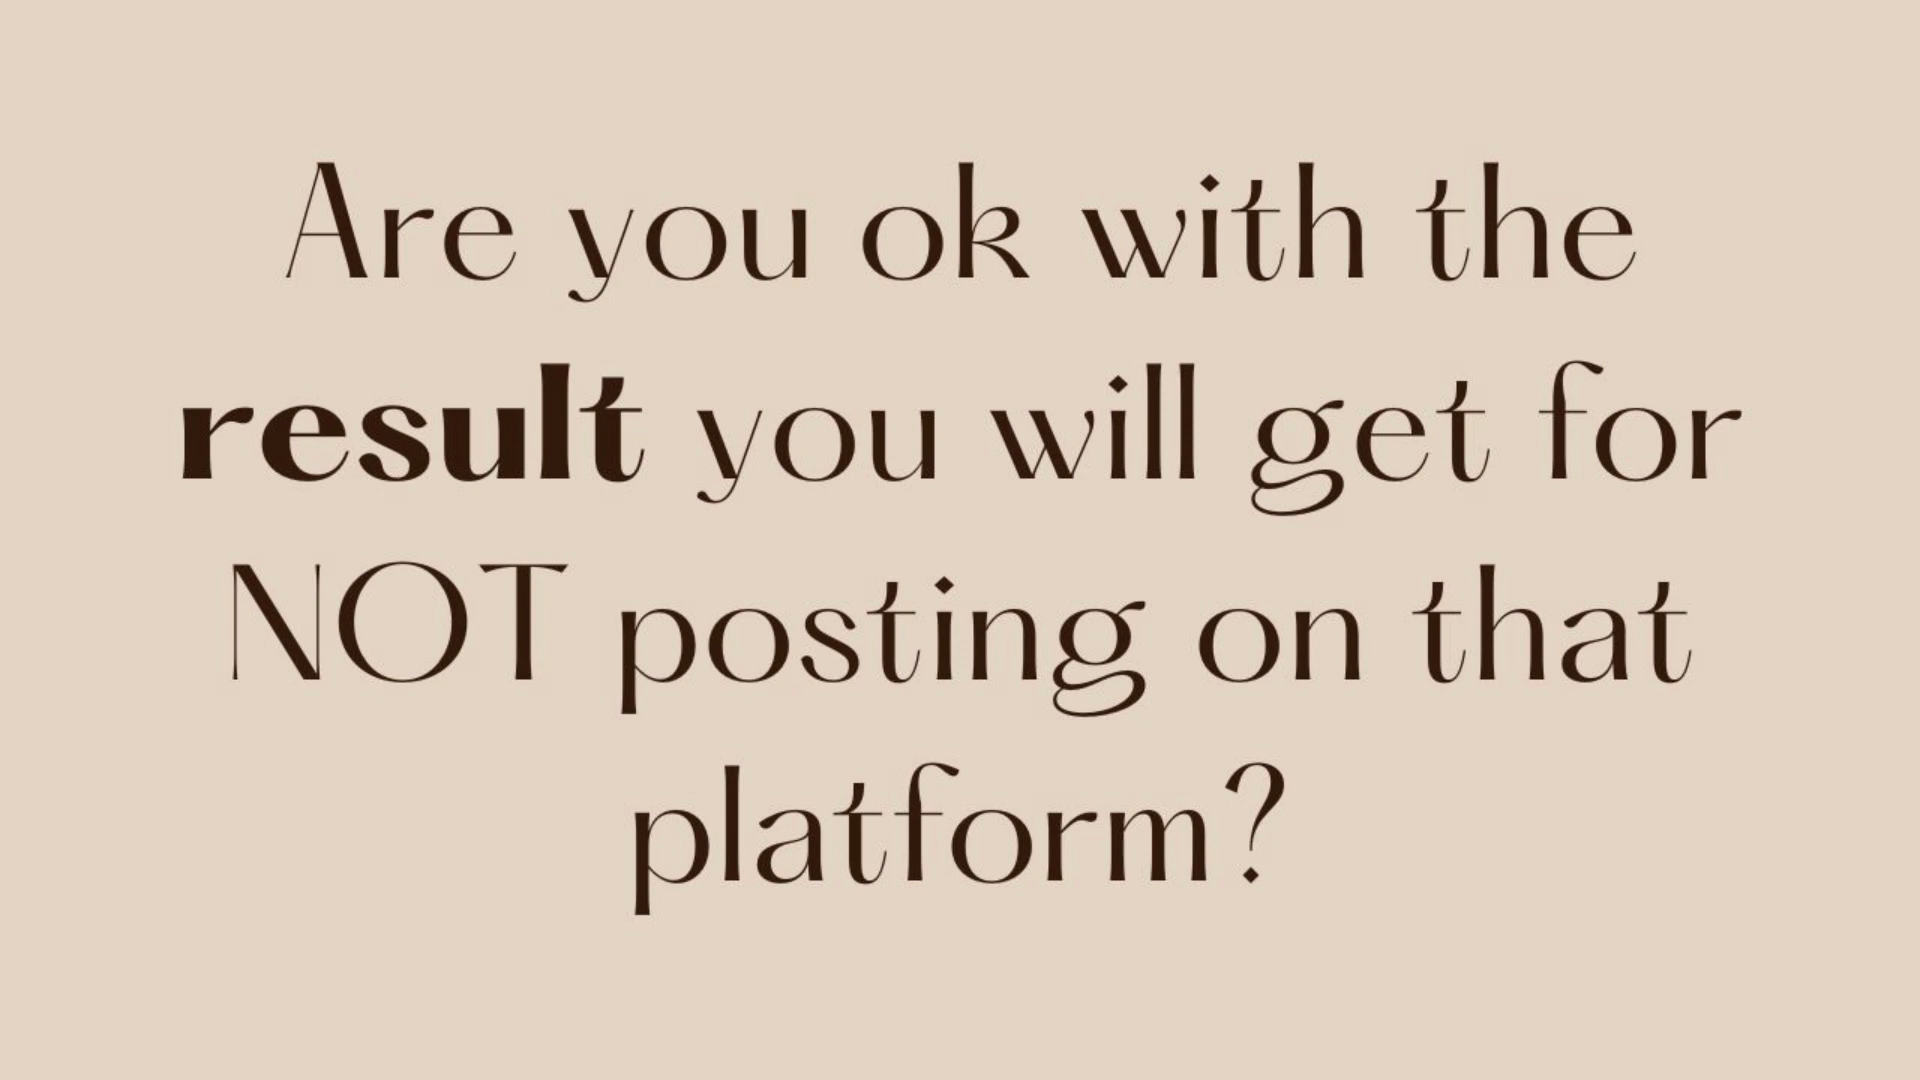 Are you ok with the
result you will get for
NOT posting on that
platform?